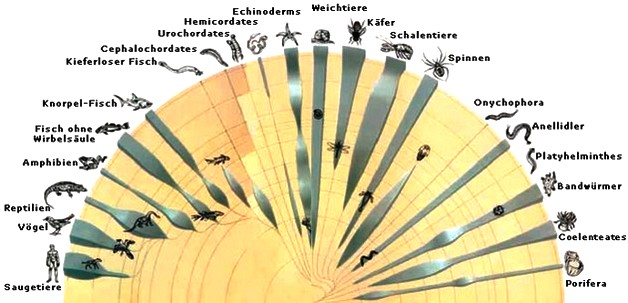 Echinoderms
Weichtiere
Hemicordates
Käfer
Urochordates
Schalentiere
Cephalochordates
Spinnen
Kieferloser Fisch
Knorpel-Fisch
Onychophora
Fisch ohne
Wirbelsäule
Anellidler
Amphibien
Platyhelminthes
Reptilien
Bandwürmer
Vögel
Coelenteates
Saugetiere
Porifera